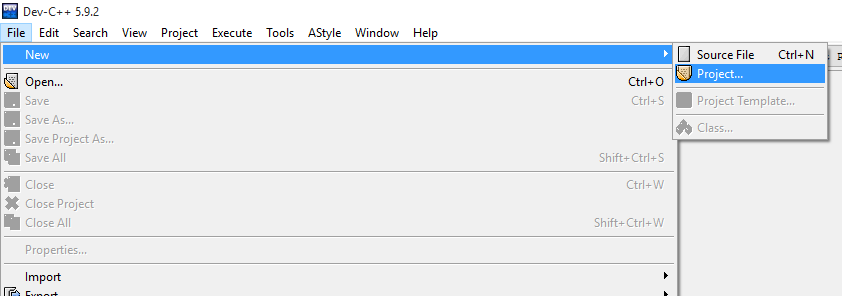 Dev-C++ 5.9.2
File Edit Search View Project Execute Tools AStyle Window Help
New
Source File Ctrl+N
Project...
Project Template...
Class...
Open... Ctrl+O
Save Ctrl+S
Save As...
Save Project As...
Save All Shift+Ctrl+S
Close Ctrl+W
Close Project
Close All Shift+Ctrl+W
Properties...
Import
Export